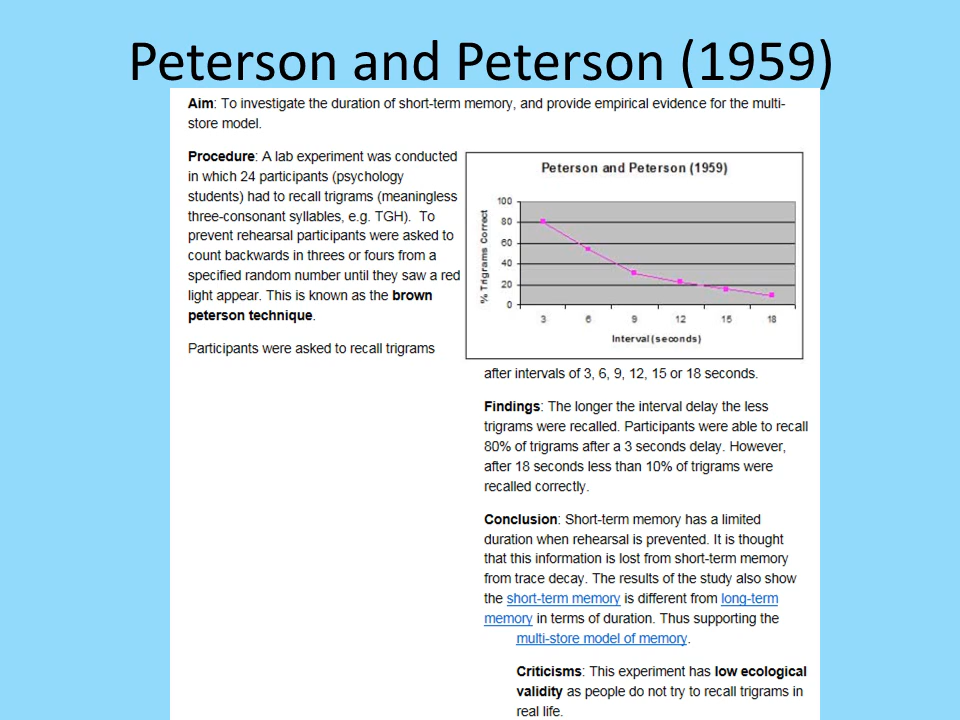 Peterson and Peterson (1959)
Aim: To investigate the duration of short-term memory, and provide empirical evidence for the multi-
store model.
Procedure: A lab experiment was conducted
in which 24 participants (psychology
students) had to recall trigrams (meaningless
three-consonant syllables, e.g. TGH). To
prevent rehearsal participants were asked to
count backwards in threes or fours from a
specified random number until they saw a red
light appear. This is known as the brown
peterson technique.
Participants were asked to recall trigrams
Peterson and Peterson (1959)
% Trigrams Correct
100
80
60
40
20
0
3 6 9 12 15 18
Interval (seconds)
after intervals of 3, 6, 9, 12, 15 or 18 seconds.
Findings: The longer the interval delay the less
trigrams were recalled. Participants were able to recall
80% of trigrams after a 3 seconds delay. However,
after 18 seconds less than 10% of trigrams were
recalled correctly.
Conclusion: Short-term memory has a limited
duration when rehearsal is prevented. It is thought
that this information is lost from short-term memory
from trace decay. The results of the study also show
the short-term memory is different from long-term
memory in terms of duration. Thus supporting the
multi-store model of memory.
Criticisms: This experiment has low ecological
validity as people do not try to recall trigrams in
real life.